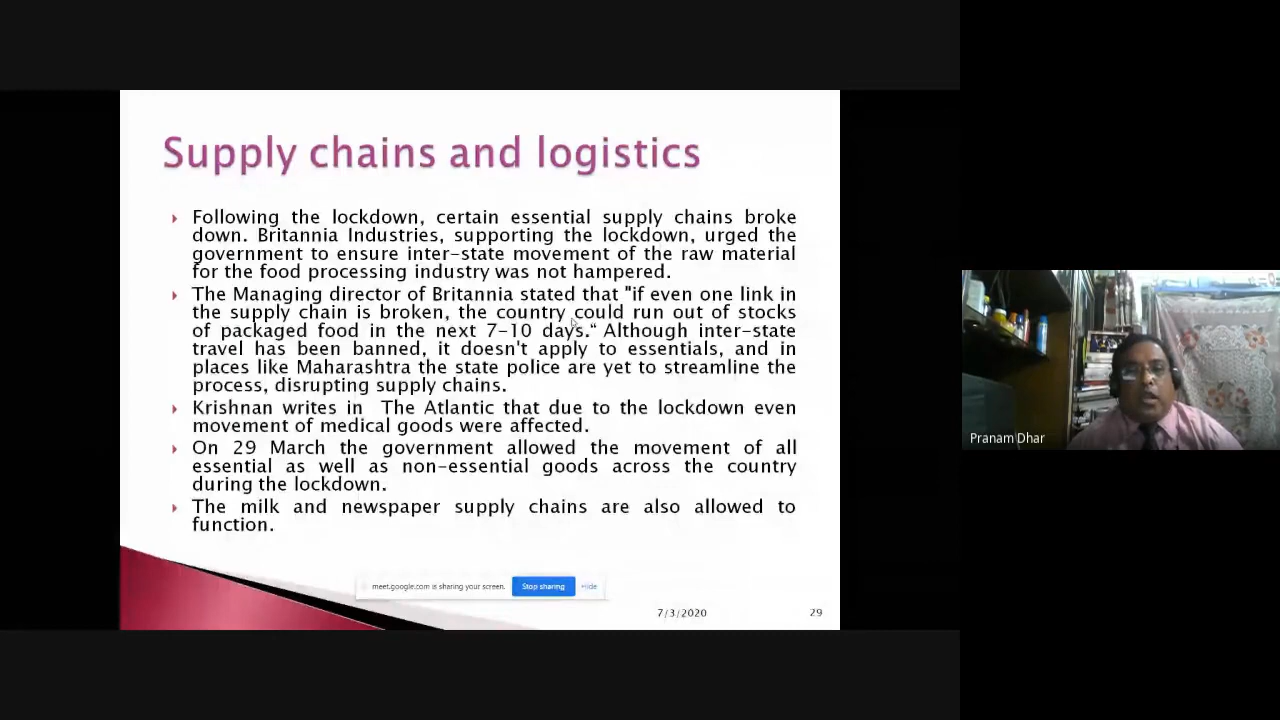 Supply chains and logistics
Following the lockdown, certain essential supply chains broke
down. Britannia Industries, supporting the lockdown, urged the
government to ensure inter-state movement of the raw material
for the food processing industry was not hampered.
The Managing director of Britannia stated that "if even one link in
the supply chain is broken, the country could run out of stocks
of packaged food in the next 7-10 days.“ Although inter-state
travel has been banned, it doesn't apply to essentials, and in
places like Maharashtra the state police are yet to streamline the
process, disrupting supply chains.
Krishnan writes in The Atlantic that due to the lockdown even
movement of medical goods were affected.
On 29 March the government allowed the movement of all
essential as well as non-essential goods across the country
during the lockdown.
The milk and newspaper supply chains are also allowed to
function.
meet.google.com is sharing your screen. Stop sharing Hide
7/3/2020 29
Pranam Dhar